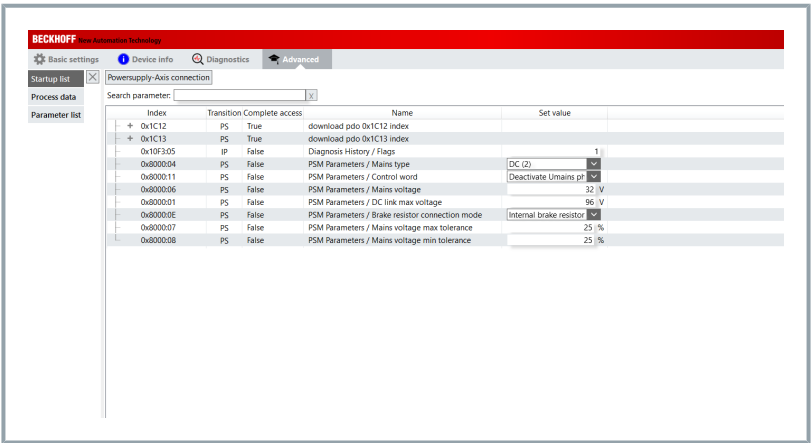 BECKHOFF New Automation Technology
Basic settings Device info Diagnostics Advanced
Startup list Powersupply-Axis connection
Process data Search parameter: x
Parameter list Index Transition Complete access Name Set value
0x1C12 PS True download pdo 0x1C12 index
0x1C13 PS True download pdo 0x1C13 index
0x10F3:05 IP False Diagnosis History / Flags 1
0x8000:04 PS False PSM Parameters / Mains type DC (2)
0x8000:11 PS False PSM Parameters / Control word Deactivate Umains ph
0x8000:06 PS False PSM Parameters / Mains voltage 32 V
0x8000:01 PS False PSM Parameters / DC link max voltage 96 V
0x8000:0E PS False PSM Parameters / Brake resistor connection mode Internal brake resistor
0x8000:07 PS False PSM Parameters / Mains voltage max tolerance 25 %
0x8000:08 PS False PSM Parameters / Mains voltage min tolerance 25 %